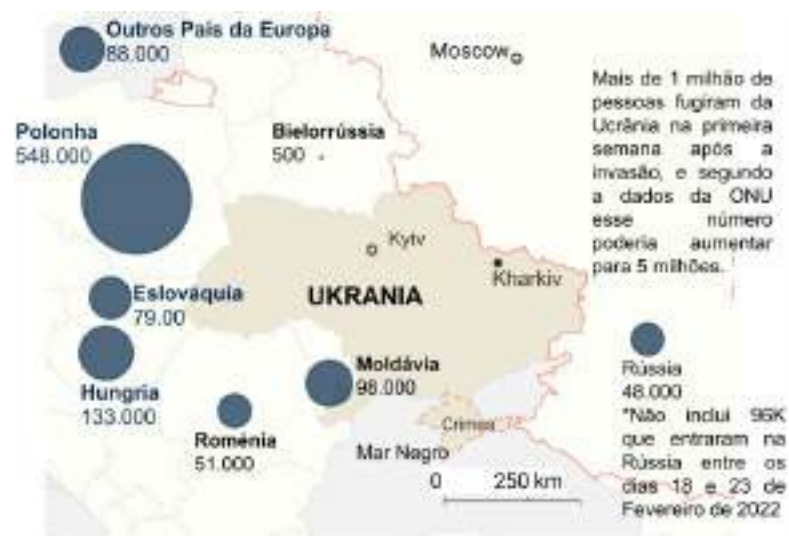 Outros Pais da Europa
88.000
Moscow
Polonha
548.000
Bielorrússia
500
Mais de 1 milhão de
pessoas fugiram da
Ucrânia na primeira
semana após a
invasão, e segundo
a dados da ONU
esse número
poderia aumentar
para 5 milhões.
Kytv
Kharkiv
UKRANIA
Eslováquia
79.00
Hungria
133.000
Moldávia
98.000
Roménia
51.000
Crimea
Mar Negro
0 250 km
Rússia
48.000
*Não inclui 96K
que entraram na
Rússia entre os
dias 18 e 23 de
Fevereiro de 2022